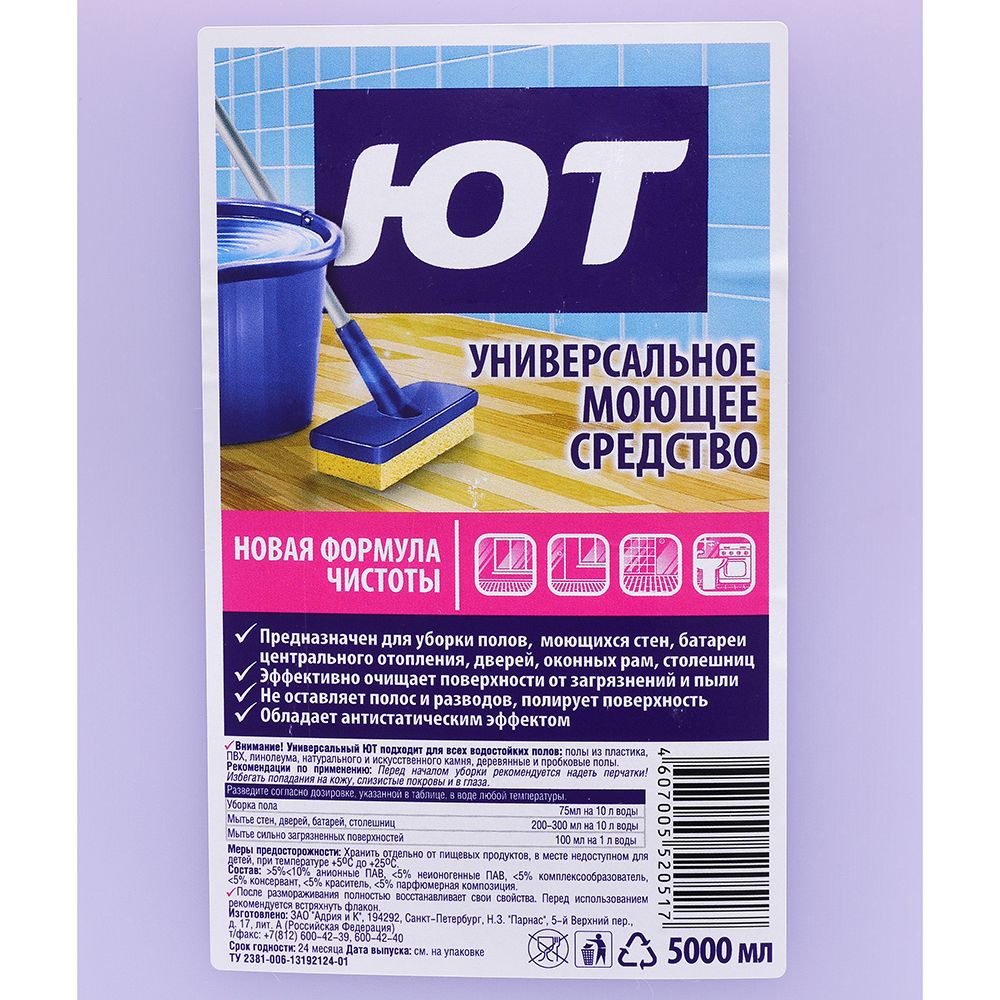 ЮТ
УНИВЕРСАЛЬНОЕ
МОЮЩЕЕ
СРЕДСТВО
НОВАЯ ФОРМУЛА
ЧИСТОТЫ
✓ Предназначен для уборки полов, моющихся стен, батареи
центрального отопления, дверей, оконных рам, столешниц
✓ Эффективно очищает поверхности от загрязнений и пыли
✓ Не оставляет полос и разводов, полирует поверхность
✓ Обладает антистатическим эффектом
✓Внимание! Универсальный ЮТ подходит для всех водостойких полов: полы из пластика,
ПВХ, линолеума, натурального и искусственного камня, деревянные и пробковые полы.
Рекомендации по применению: Перед началом уборки рекомендуется надеть перчатки!
Избегать попадания на кожу, слизистые покровы и в глаза.
Разведите согласно дозировке, указанной в таблице, в воде любой температуры.
Уборка пола 75мл на 10 л воды
Мытье стен, дверей, батарей, столешниц 200-300 мл на 10 л воды
Мытье сильно загрязненных поверхностей 100 мл на 1 л воды
Меры предосторожности: Хранить отдельно от пищевых продуктов, в месте недоступном для
детей, при температуре +5ºС до +25ºС.
Состав: >5%<10% анионные ПАВ, <5% неионогенные ПАВ, <5% комплексообразователь,
<5% консервант, <5% краситель, <5% парфюмерная композиция.
✓После размораживания полностью восстанавливает свои свойства. Перед использованием
рекомендуется встряхнуть флакон.
Изготовлено: ЗАО "Адрия и К", 194292, Санкт-Петербург, Н.З. "Парнас", 5-й Верхний пер.,
д. 17, лит. А (Российская Федерация)
т/факс: +7(812) 600-42-39, 600-42-40
Срок годности: 24 месяца Дата выпуска: см. на упаковке
ТУ 2381-006-13192124-01
5000 мл
4607005520517